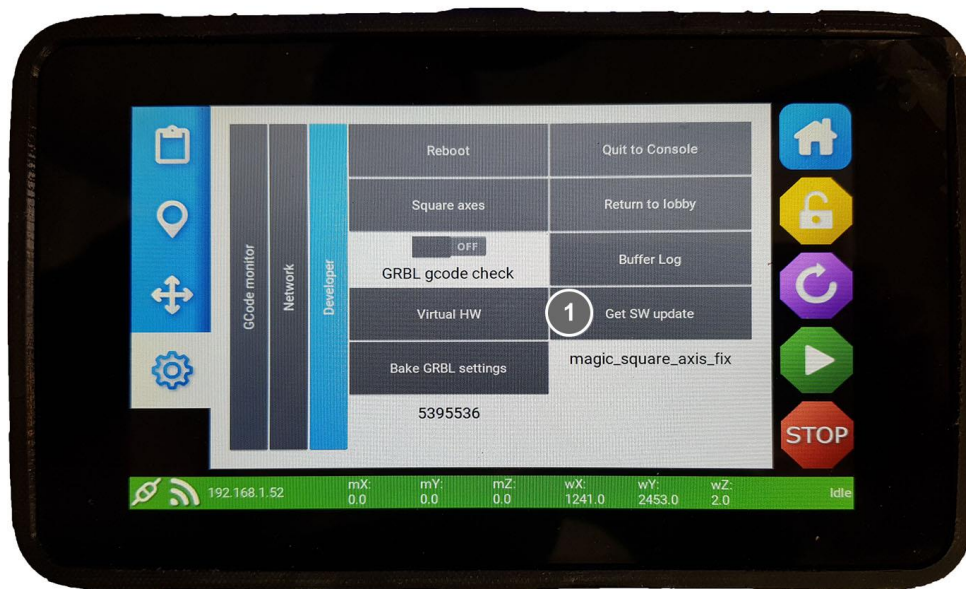 GCode monitor
Network
Developer
Reboot
Quit to Console
Square axes
Return to lobby
OFF
GRBL gcode check
Buffer Log
Virtual HW
1
Get SW update
magic_square_axis_fix
Bake GRBL settings
5395536
STOP
192.168.1.52
mX:
0.0
mY:
0.0
mZ:
0.0
wX:
1241.0
wY:
2453.0
wZ:
2.0
Idle